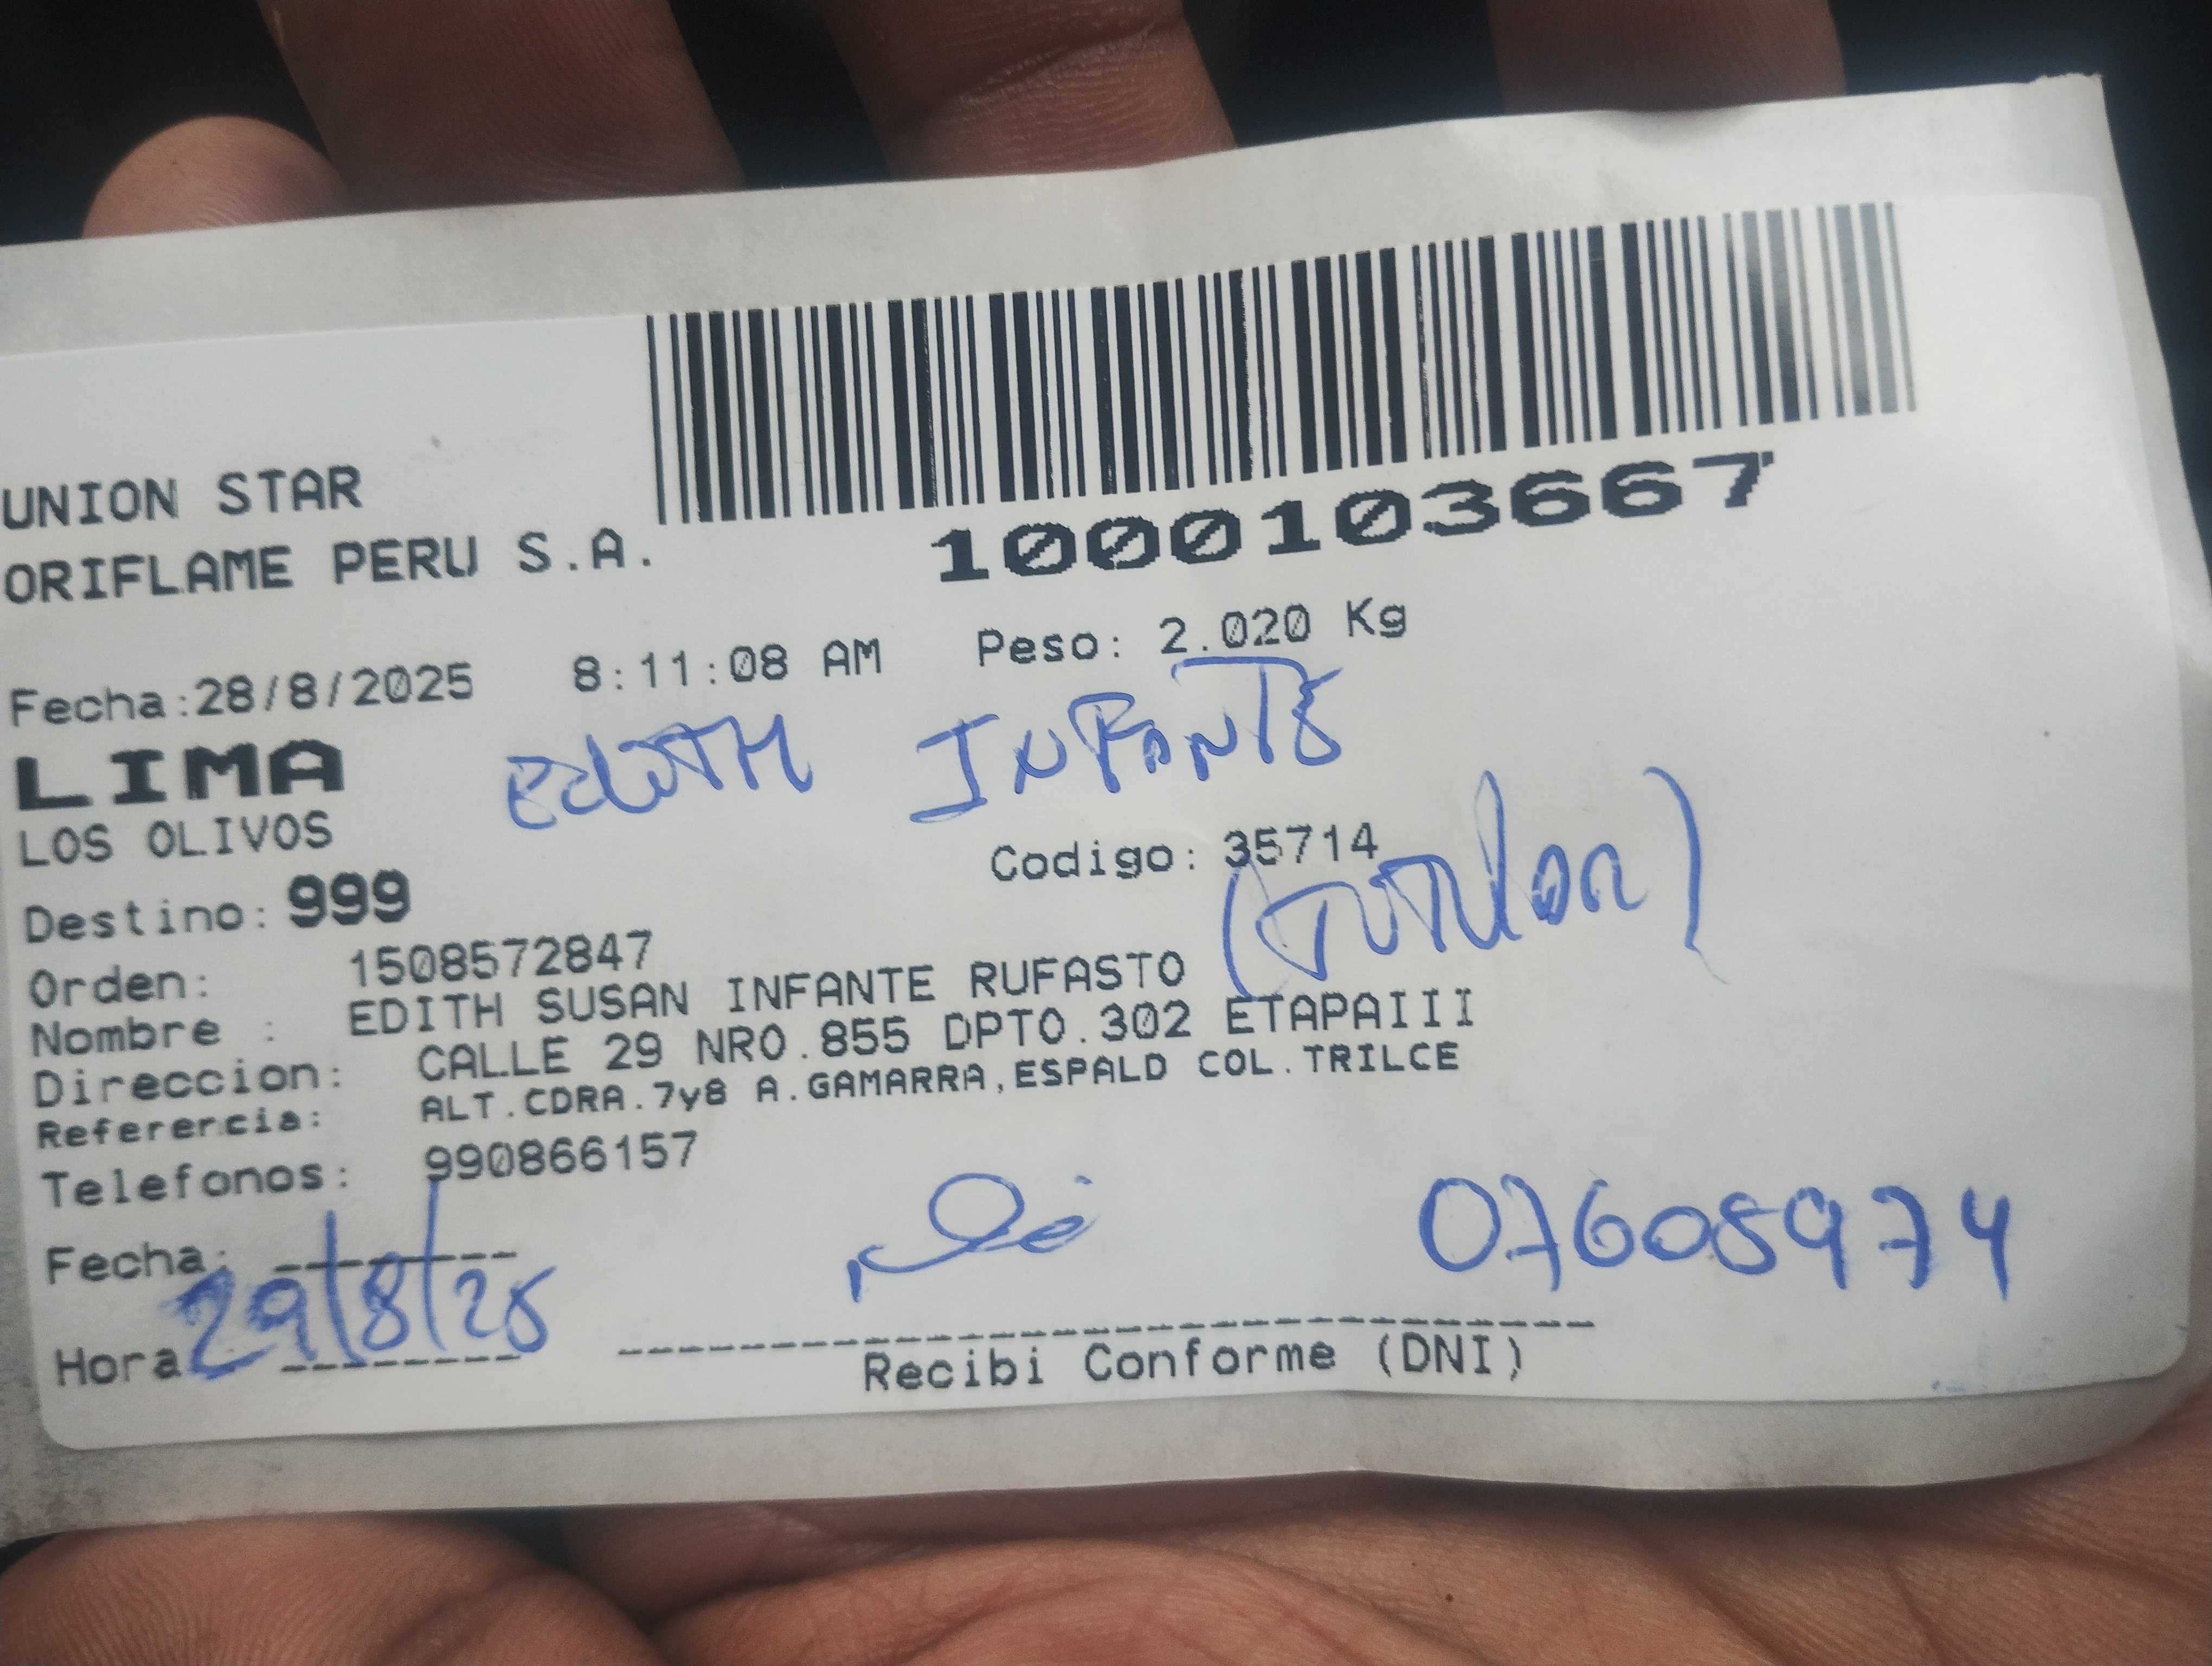 UNION STAR
ORIFLAME PERU S.A.
1000103667
Fecha:28/8/2025 8:11:08 AM Peso: 2.020 Kg
LIMA EDITH INFANTE
LOS OLIVOS
Codigo: 35714
Destino: 999 (TITULAR)
Orden: 1508572847
Nombre : EDITH SUSAN INFANTE RUFASTO
Direccion: CALLE 29 NRO.855 DPTO.302 ETAPAIII
Referercia: ALT.CDRA.7y8 A.GAMARRA,ESPALD COL.TRILCE
Telefonos: 990866157
Fecha: 29/8/25 07608974
Hora
Recibi Conforme (DNI)